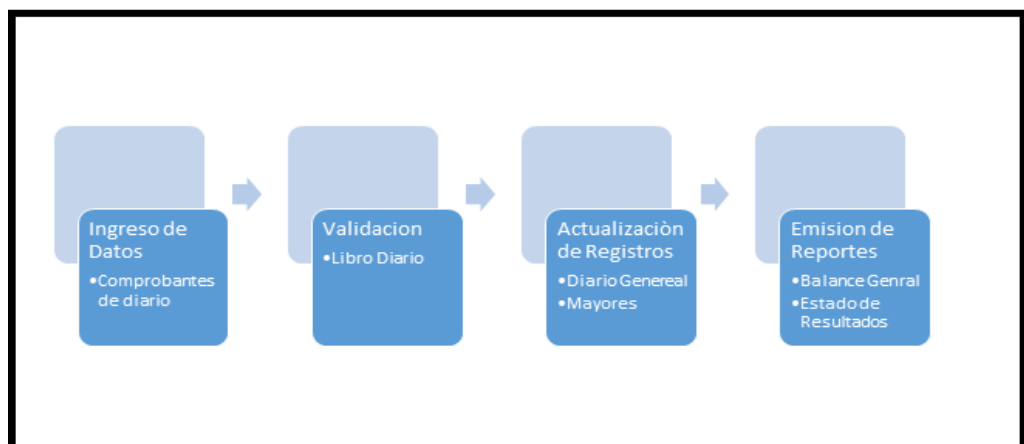 Ingreso de
Datos
•Comprobantes
de diario
Validacion
•Libro Diario
Actualizaciòn
de Registros
•Diario Genereal
•Mayores
Emision de
Reportes
•Balance Genral
•Estado de
Resultados